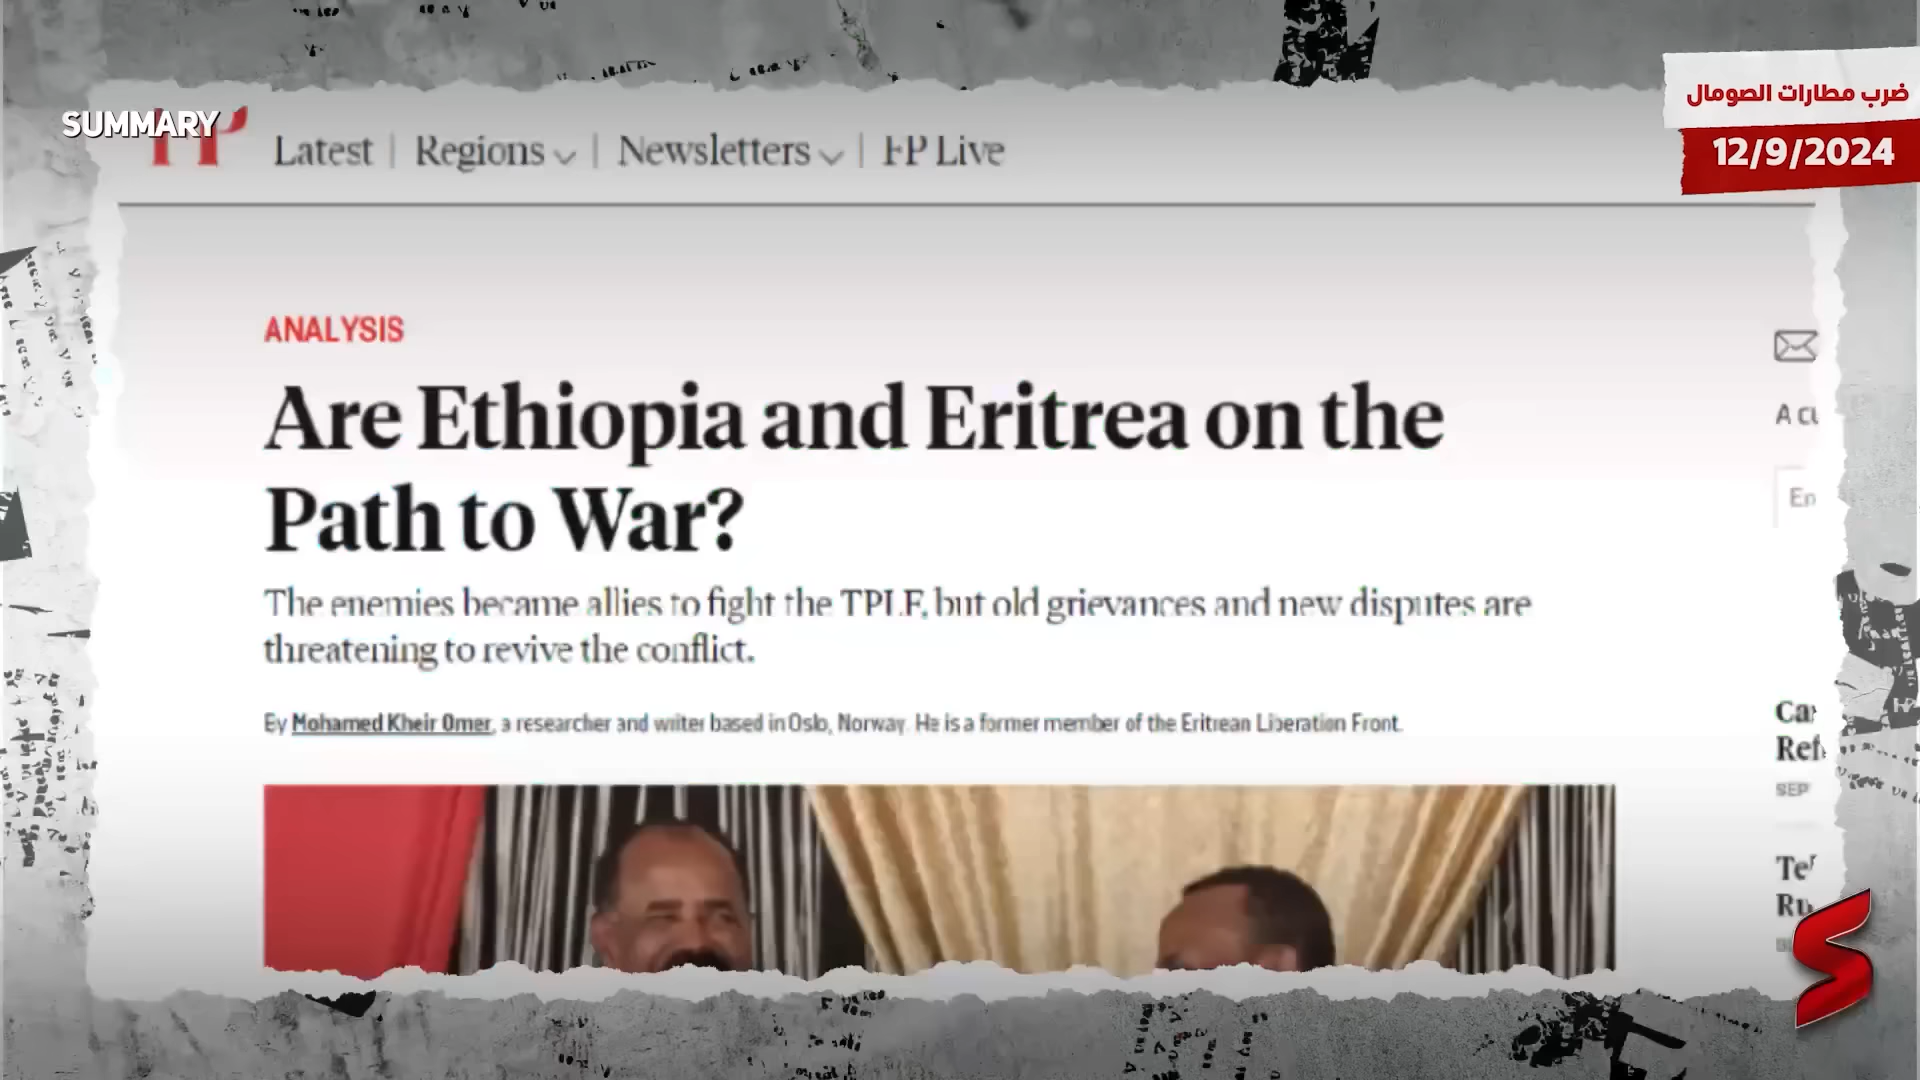 SUMMARY
ضرب مطارات الصومال
12/9/2024
Latest | Regions | Newsletters | FP Live
ANALYSIS
Are Ethiopia and Eritrea on the
Path to War?
The enemies became allies to fight the TPLF, but old grievances and new disputes are
threatening to revive the conflict.
By Mohamed Kheir Omer, a researcher and writer based in Oslo, Norway. He is a former member of the Eritrean Liberation Front.
SEP